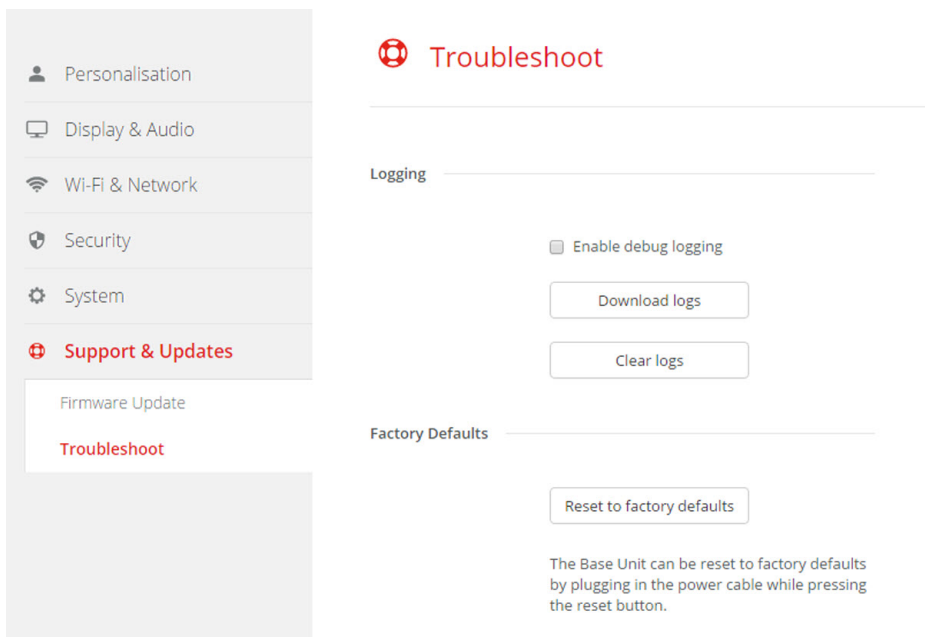 Personalisation
Display & Audio
Wi-Fi & Network
Security
System
Support & Updates
Firmware Update
Troubleshoot
Troubleshoot
Logging
Enable debug logging
Download logs
Clear logs
Factory Defaults
Reset to factory defaults
The Base Unit can be reset to factory defaults
by plugging in the power cable while pressing
the reset button.